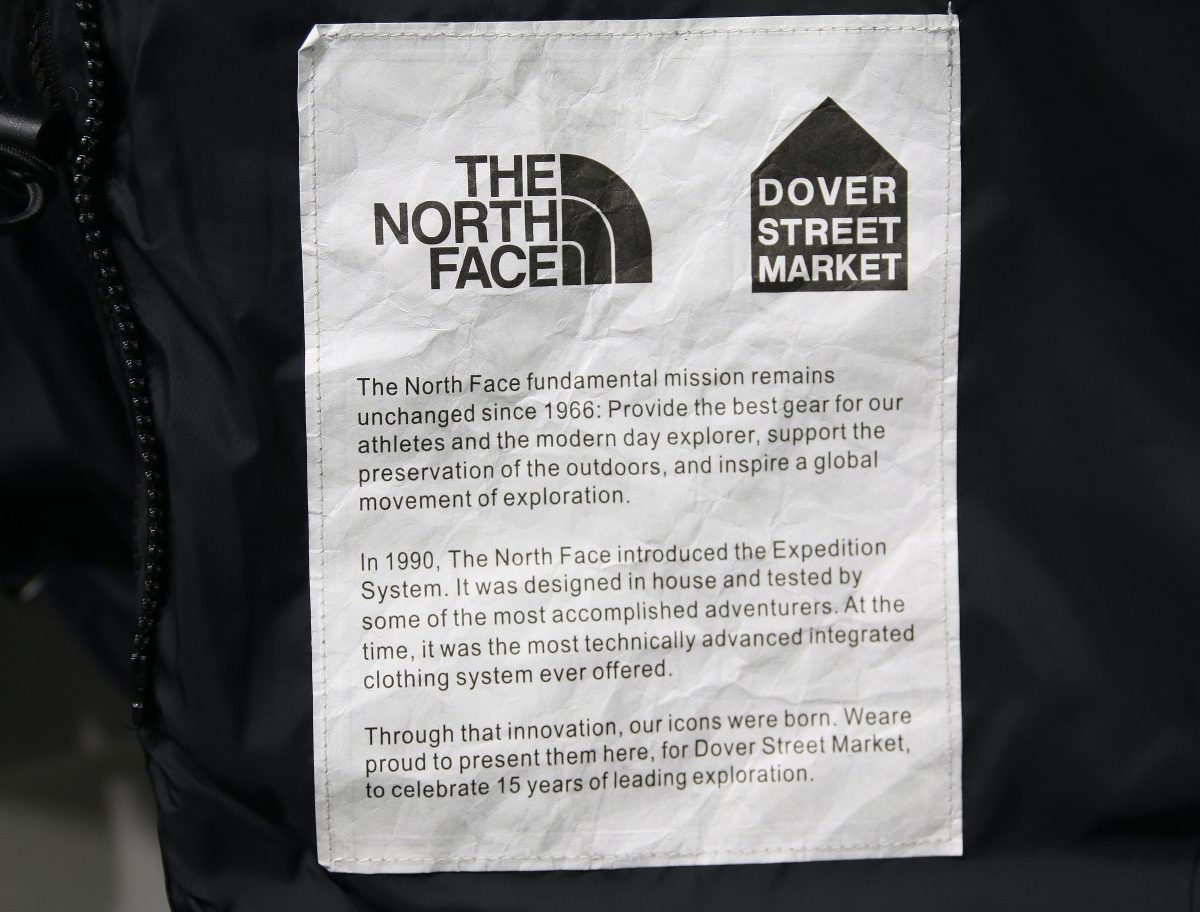 THE
NORTH
FACE
DOVER
STREET
MARKET
The North Face fundamental mission remains
unchanged since 1966: Provide the best gear for our
athletes and the modern day explorer, support the
preservation of the outdoors, and inspire a global
movement of exploration.
In 1990, The North Face introduced the Expedition
System. It was designed in house and tested by
some of the most accomplished adventurers. At the
time, it was the most technically advanced integrated
clothing system ever offered.
Through that innovation, our icons were born. Weare
proud to present them here, for Dover Street Market,
to celebrate 15 years of leading exploration.